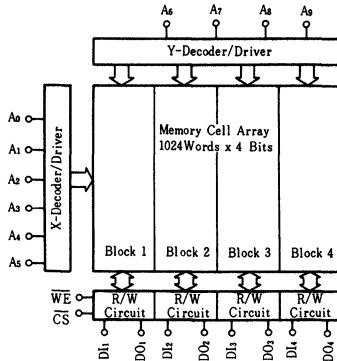 A₆ A₇ A₈ A₉
Y-Decoder/Driver
A₀
A₁
A₂
A₃
A₄
A₅
X-Decoder/Driver
Memory Cell Array
1024Words x 4 Bits
Block 1 Block 2 Block 3 Block 4
W̅E̅
C̅S̅
R/W R/W R/W R/W
Circuit Circuit Circuit Circuit
DI₁ DO₁ DI₂ DO₂ DI₃ DO₃ DI₄ DO₄